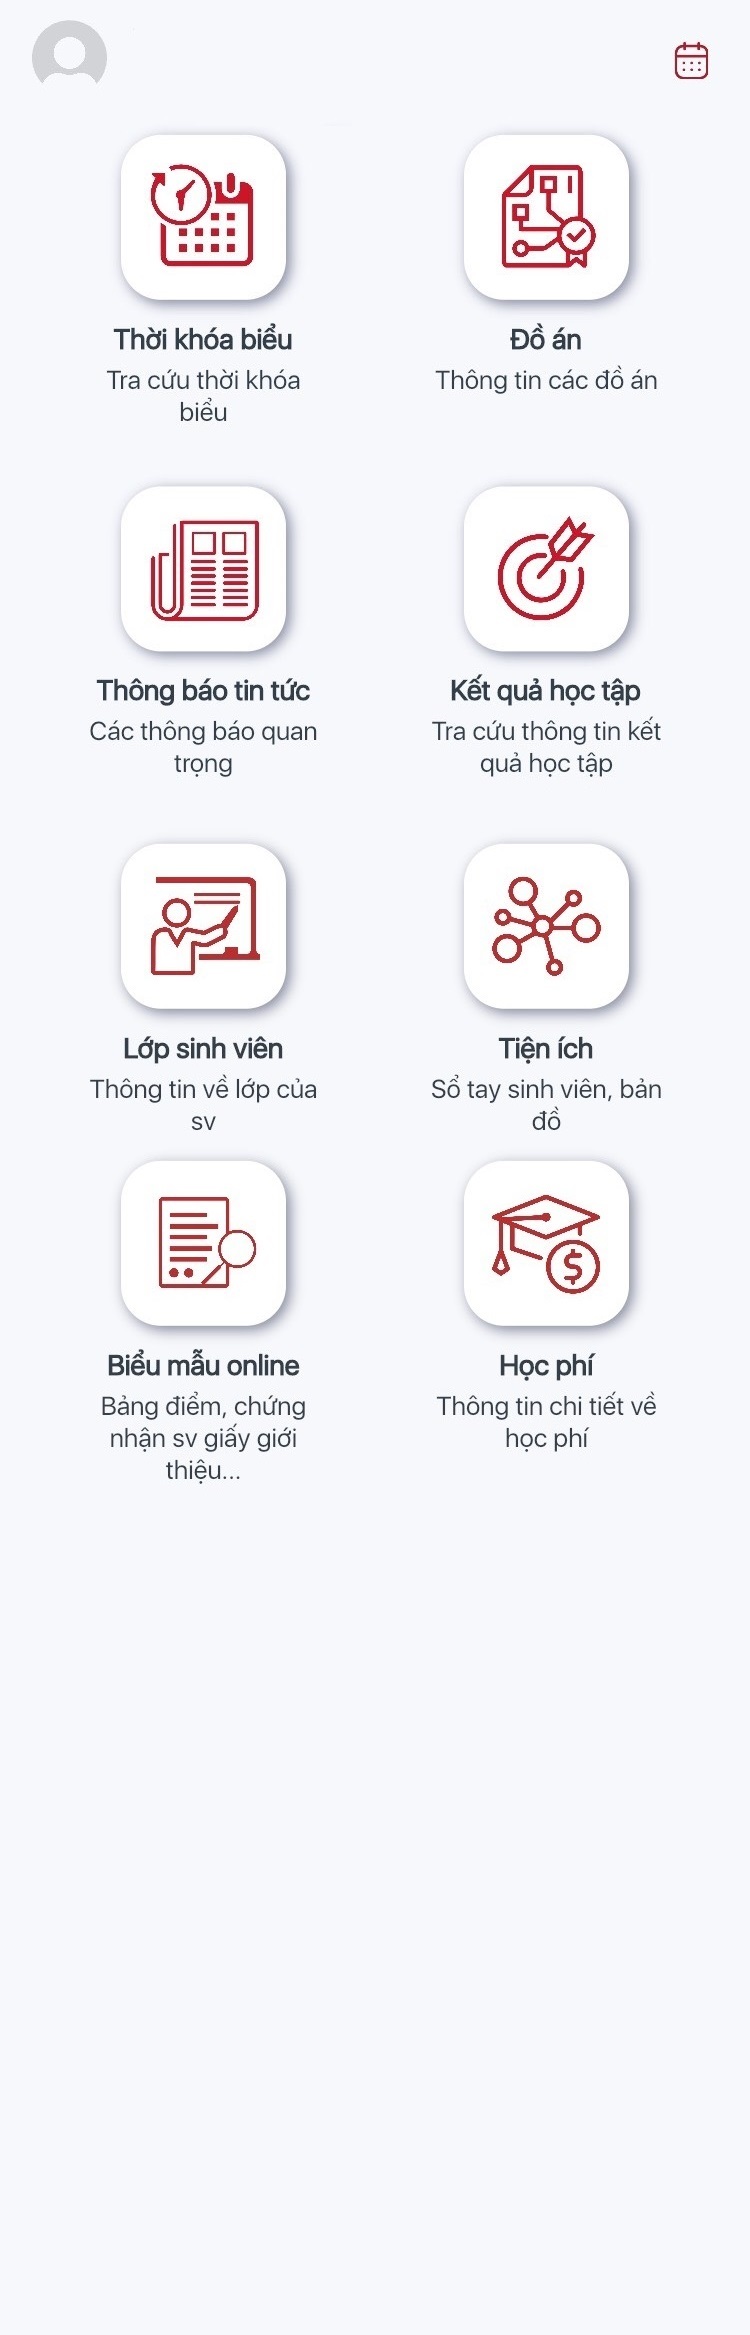 Thời khóa biểu
Tra cứu thời khóa
biểu
Đồ án
Thông tin các đồ án
Thông báo tin tức
Các thông báo quan
trọng
Kết quả học tập
Tra cứu thông tin kết
quả học tập
Lớp sinh viên
Thông tin về lớp của
sv
Tiện ích
Sổ tay sinh viên, bản
đồ
Biểu mẫu online
Bảng điểm, chứng
nhận sv giấy giới
thiệu...
Học phí
Thông tin chi tiết về
học phí